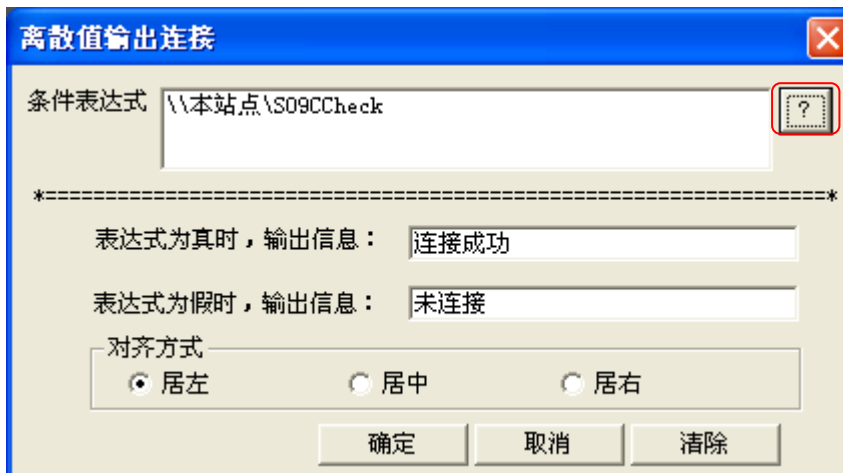 离散值输出连接
条件表达式 \\本站点\S09CCheck ?
*=================================================================*
表达式为真时，输出信息： 连接成功
表达式为假时，输出信息： 未连接
对齐方式
居左 居中 居右
确定 取消 清除